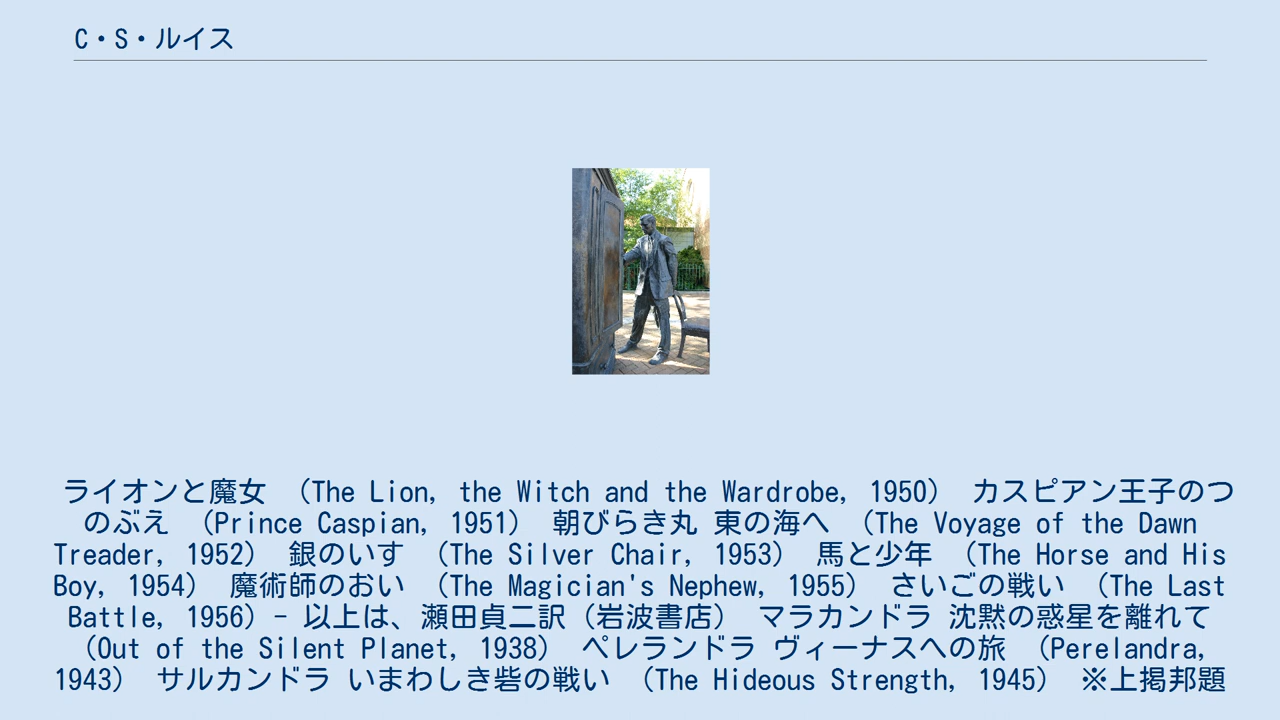 C・S・ルイス
ライオンと魔女 （The Lion, the Witch and the Wardrobe, 1950） カスピアン王子のつ
のぶえ （Prince Caspian, 1951） 朝びらき丸 東の海へ （The Voyage of the Dawn
Treader, 1952） 銀のいす （The Silver Chair, 1953） 馬と少年 （The Horse and His
Boy, 1954） 魔術師のおい （The Magician's Nephew, 1955） さいごの戦い （The Last
Battle, 1956）- 以上は、瀬田貞二訳（岩波書店） マラカンドラ 沈黙の惑星を離れて
（Out of the Silent Planet, 1938） ペレランドラ ヴィーナスへの旅 （Perelandra,
1943） サルカンドラ いまわしき砦の戦い （The Hideous Strength, 1945） ※上掲邦題